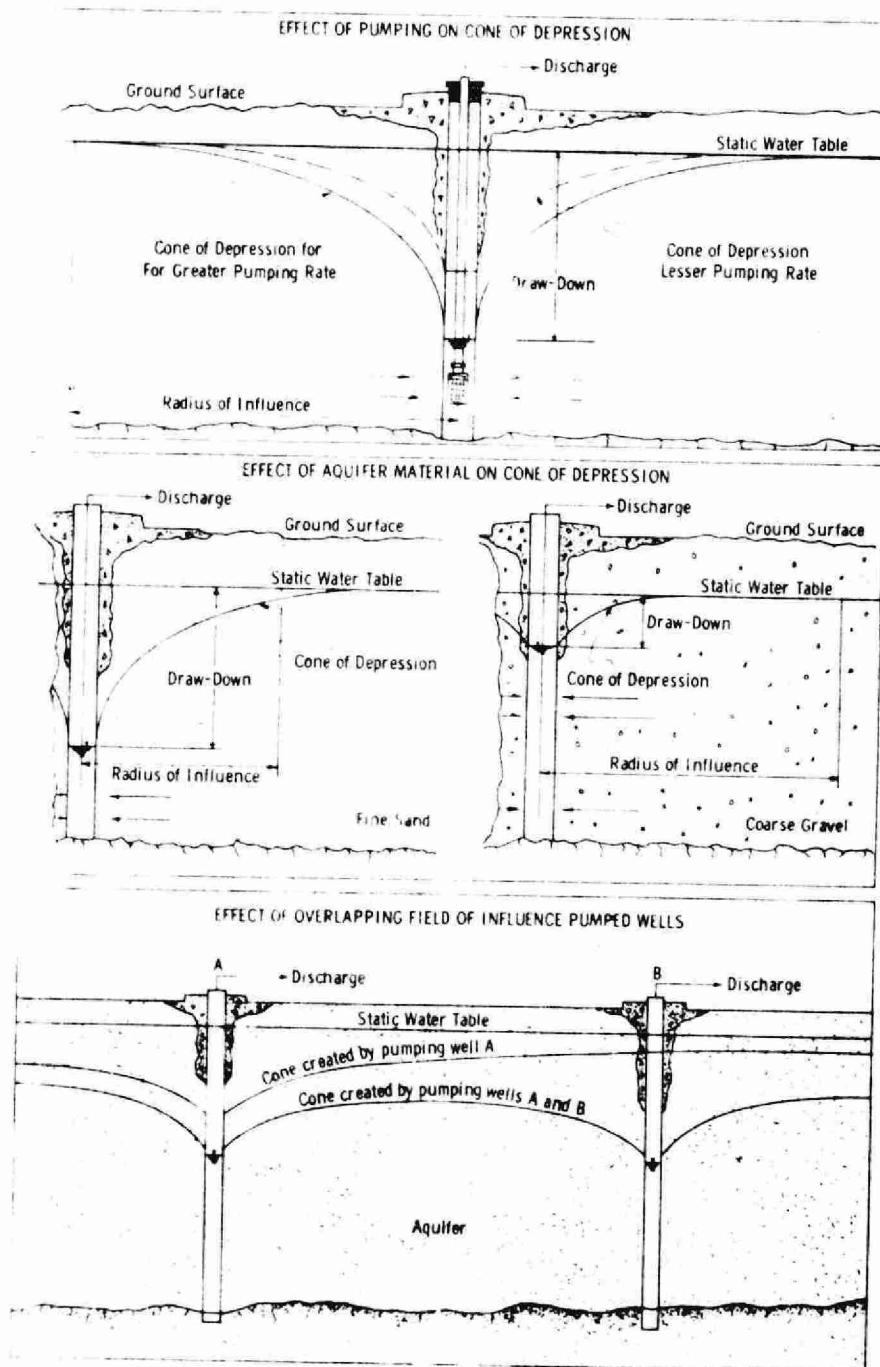 EFFECT OF PUMPING ON CONE OF DEPRESSION
Discharge
Ground Surface
Static Water Table
Cone of Depression for
For Greater Pumping Rate
Cone of Depression
Lesser Pumping Rate
Draw-Down
Radius of Influence
EFFECT OF AQUIFER MATERIAL ON CONE OF DEPRESSION
Discharge
Ground Surface
Static Water Table
Cone of Depression
Draw-Down
Radius of Influence
Fine Sand
Discharge
Ground Surface
Static Water Table
Draw-Down
Cone of Depression
Radius of Influence
Coarse Gravel
EFFECT OF OVERLAPPING FIELD OF INFLUENCE PUMPED WELLS
A
Discharge
B
Discharge
Static Water Table
Cone created by pumping well A
Cone created by pumping wells A and B
Aquifer